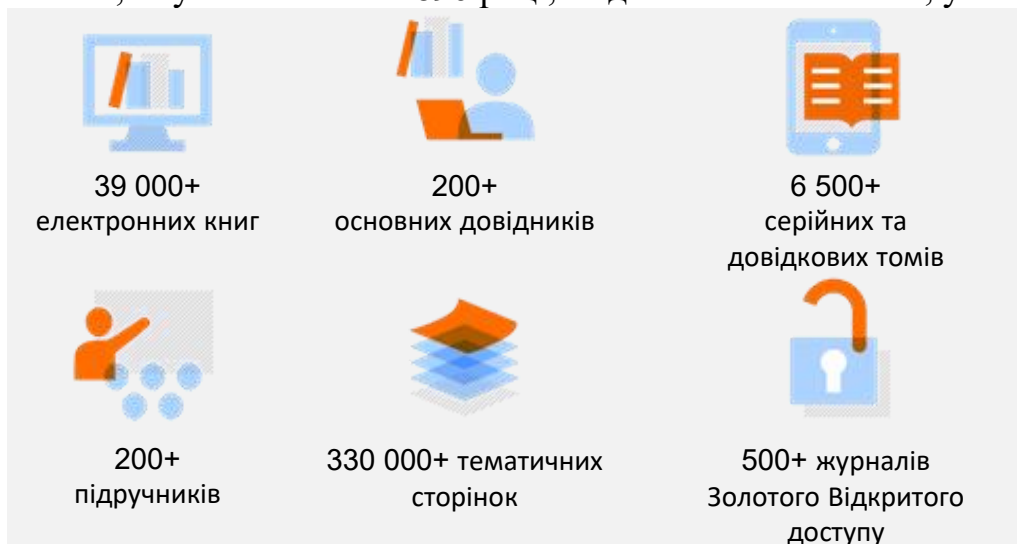 39 000+
електронних книг
200+
основних довідників
6 500+
серійних та
довідкових томів
200+
підручників
330 000+ тематичних
сторінок
500+ журналів
Золотого Відкритого
доступу